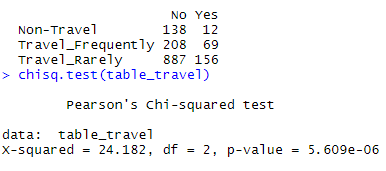 No Yes
Non-Travel 138 12
Travel_Frequently 208 69
Travel_Rarely 887 156
> chisq.test(table_travel)
Pearson's Chi-squared test
data: table_travel
X-squared = 24.182, df = 2, p-value = 5.609e-06